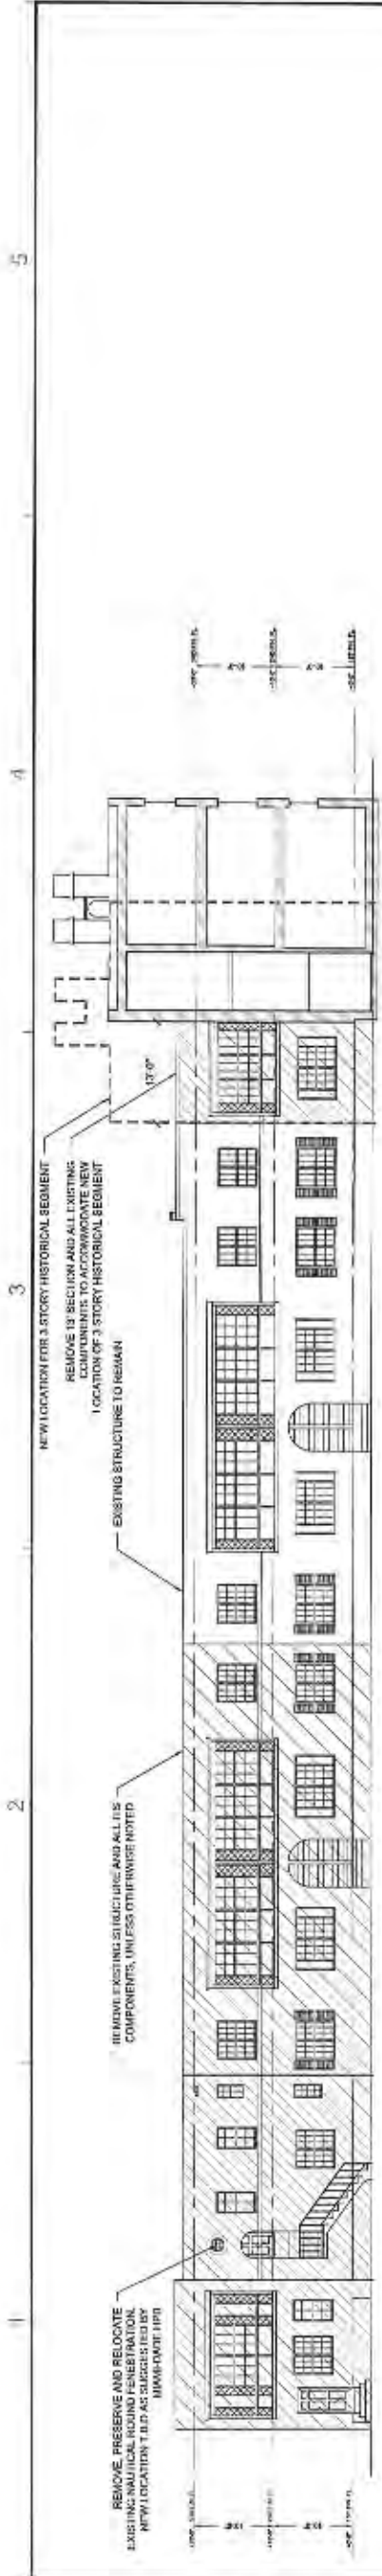 1
2
3
4
5
REMOVE, PRESERVE AND RELOCATE
EXISTING NAUTICAL ROUND FENESTRATION.
NEW LOCATION T.B.D AS SUGGESTED BY
MIAMI-DADE HPB
REMOVE EXISTING STRUCTURE AND ALL ITS
COMPONENTS, UNLESS OTHERWISE NOTED
EXISTING STRUCTURE TO REMAIN
NEW LOCATION FOR 3-STORY HISTORICAL SEGMENT
REMOVE 13' SECTION AND ALL EXISTING
COMPONENTS TO ACCOMMODATE NEW
LOCATION OF 3-STORY HISTORICAL SEGMENT
13'-0"